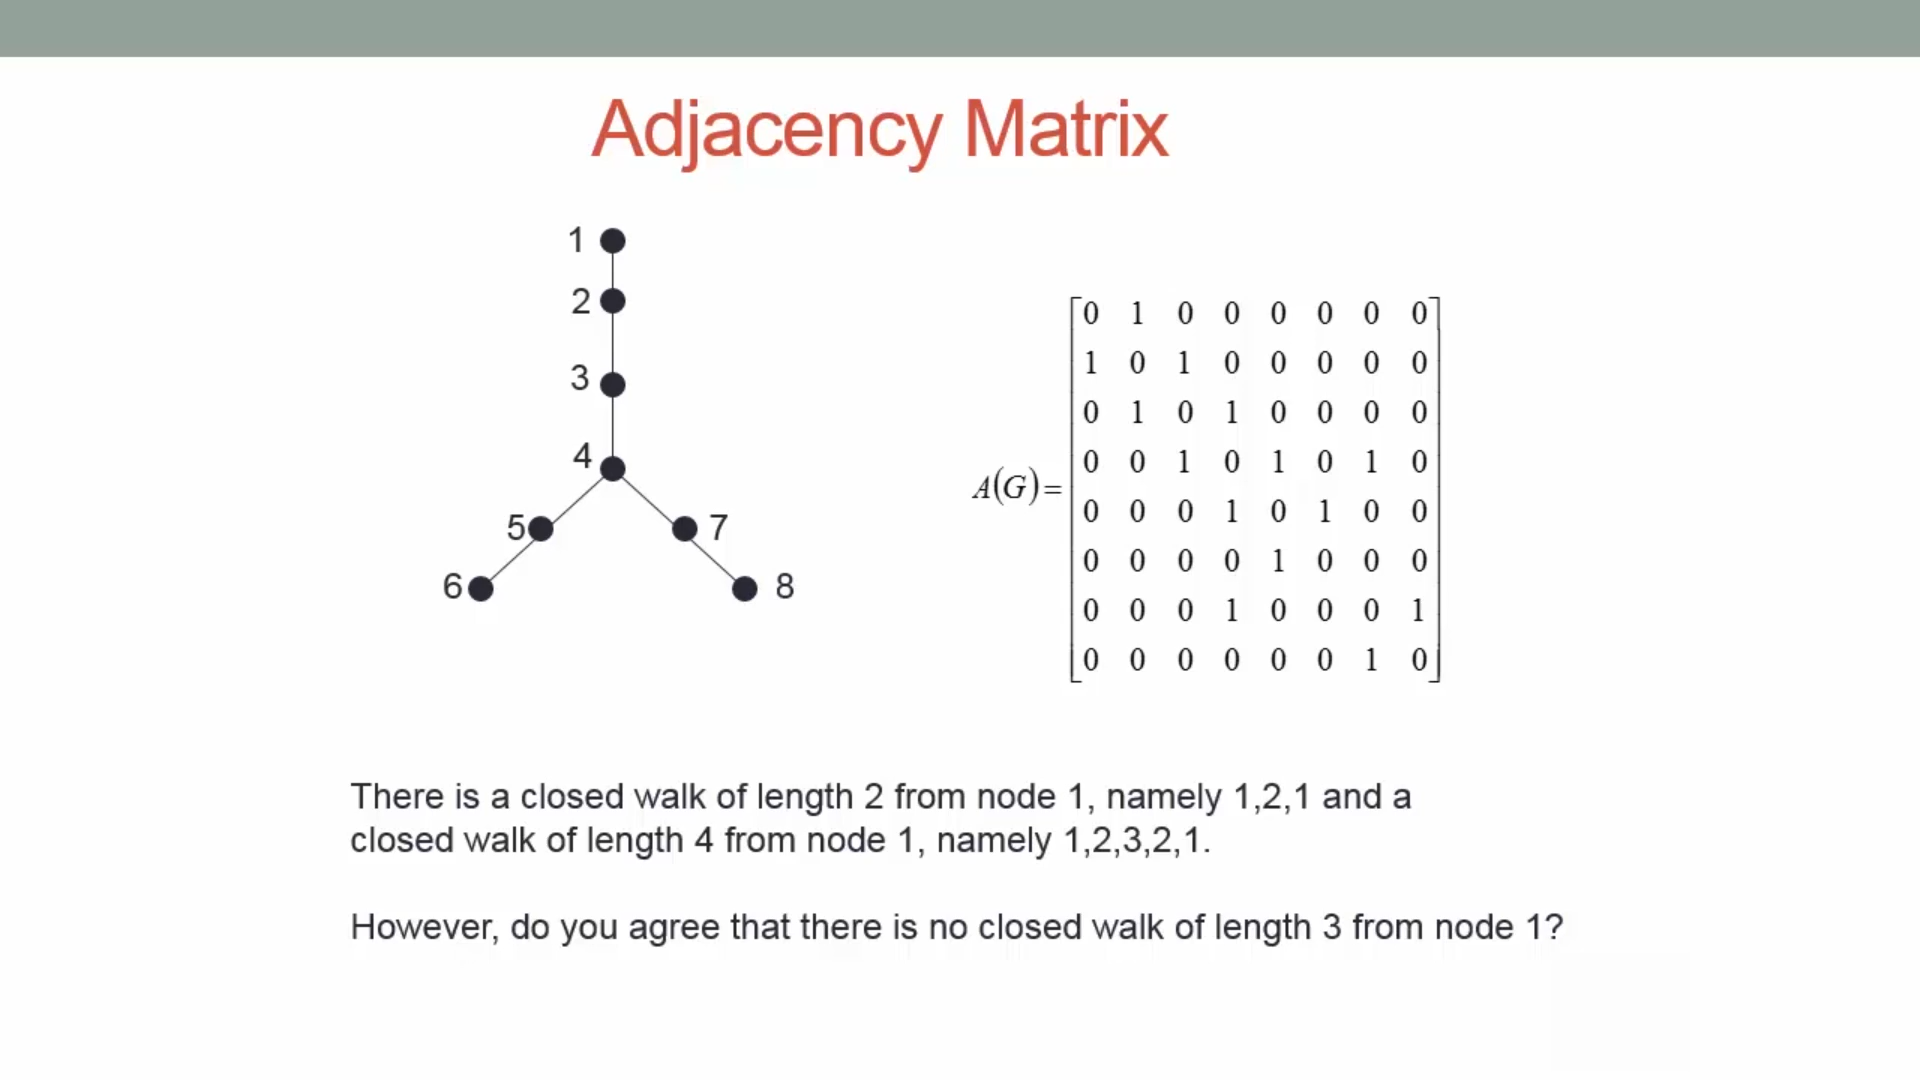 Adjacency Matrix
1
2
3
4
5
7
6
8
A(G)=
0 1 0 0 0 0 0 0
1 0 1 0 0 0 0 0
0 1 0 1 0 0 0 0
0 0 1 0 1 0 1 0
0 0 0 1 0 1 0 0
0 0 0 0 1 0 0 0
0 0 0 1 0 0 0 1
0 0 0 0 0 0 1 0
There is a closed walk of length 2 from node 1, namely 1,2,1 and a
closed walk of length 4 from node 1, namely 1,2,3,2,1.
However, do you agree that there is no closed walk of length 3 from node 1?